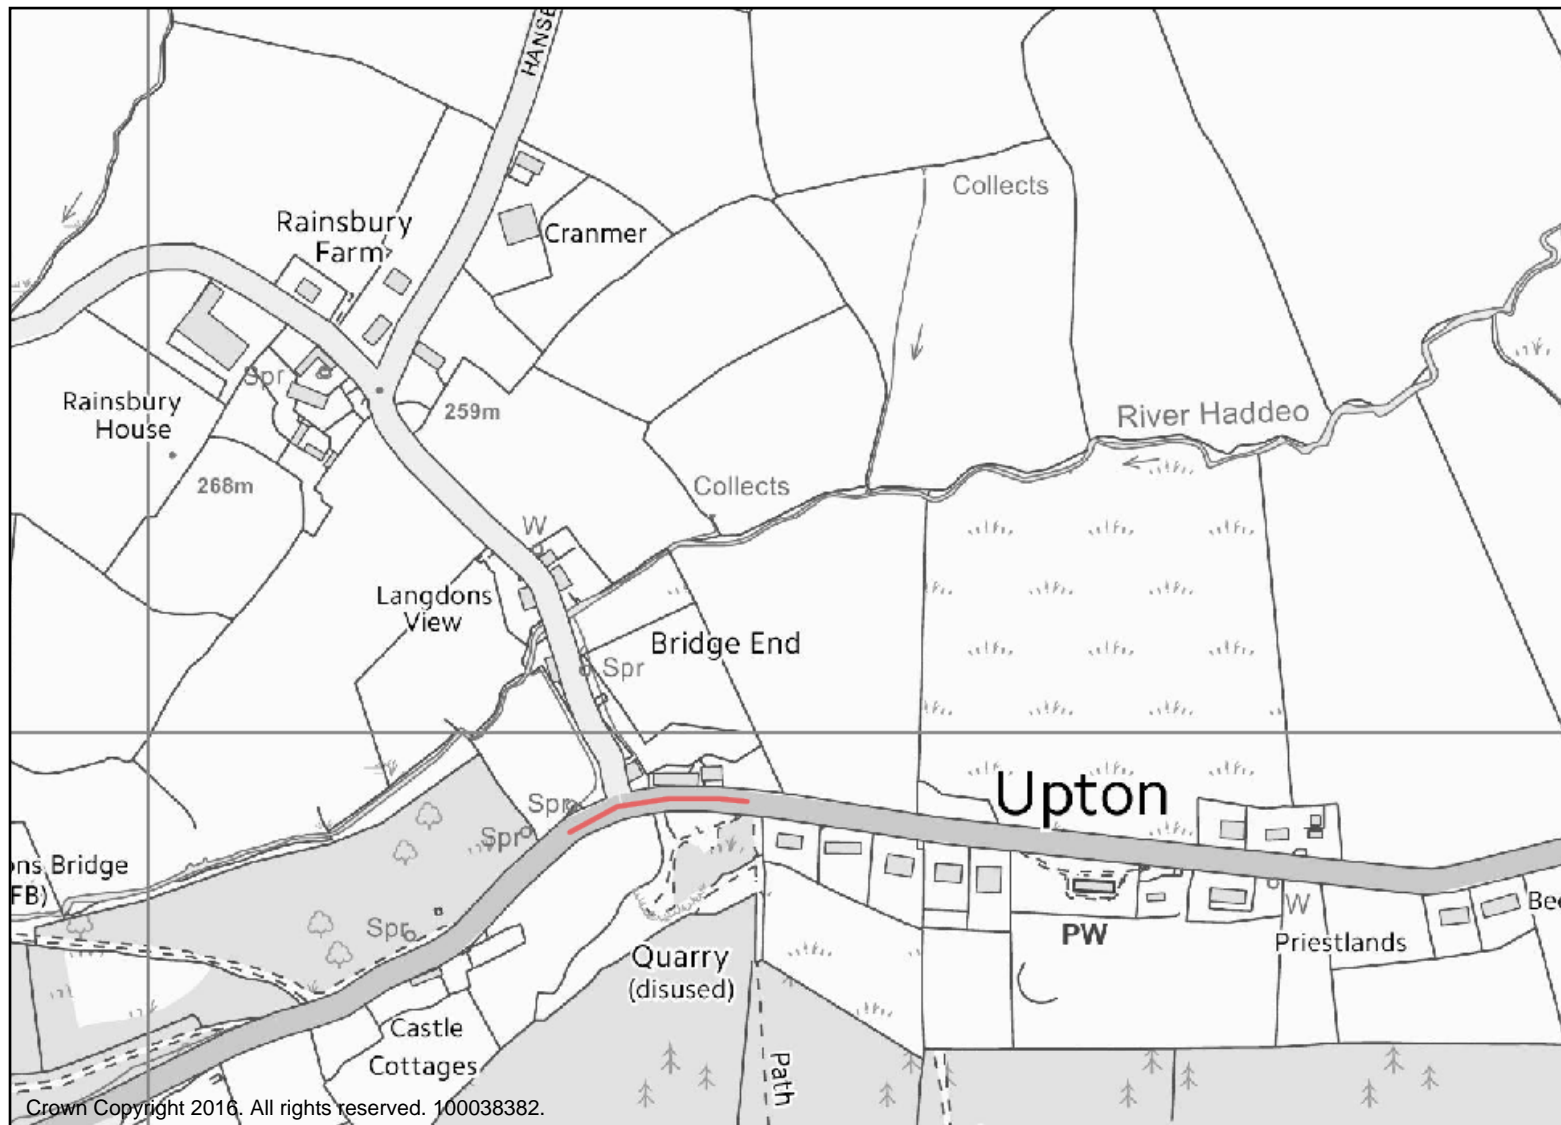 HANSE
Collects
Rainsbury
Farm
Cranmer
Spr
Rainsbury
House
259m
River Haddeo
268m
Collects
W
Langdons
View
Bridge End
Spr
Upton
Spr
Spr
ons Bridge
FB)
Spr
PW
W
Bee
Priestlands
Quarry
(disused)
Castle
Cottages
Path
Crown Copyright 2016. All rights reserved. 100038382.